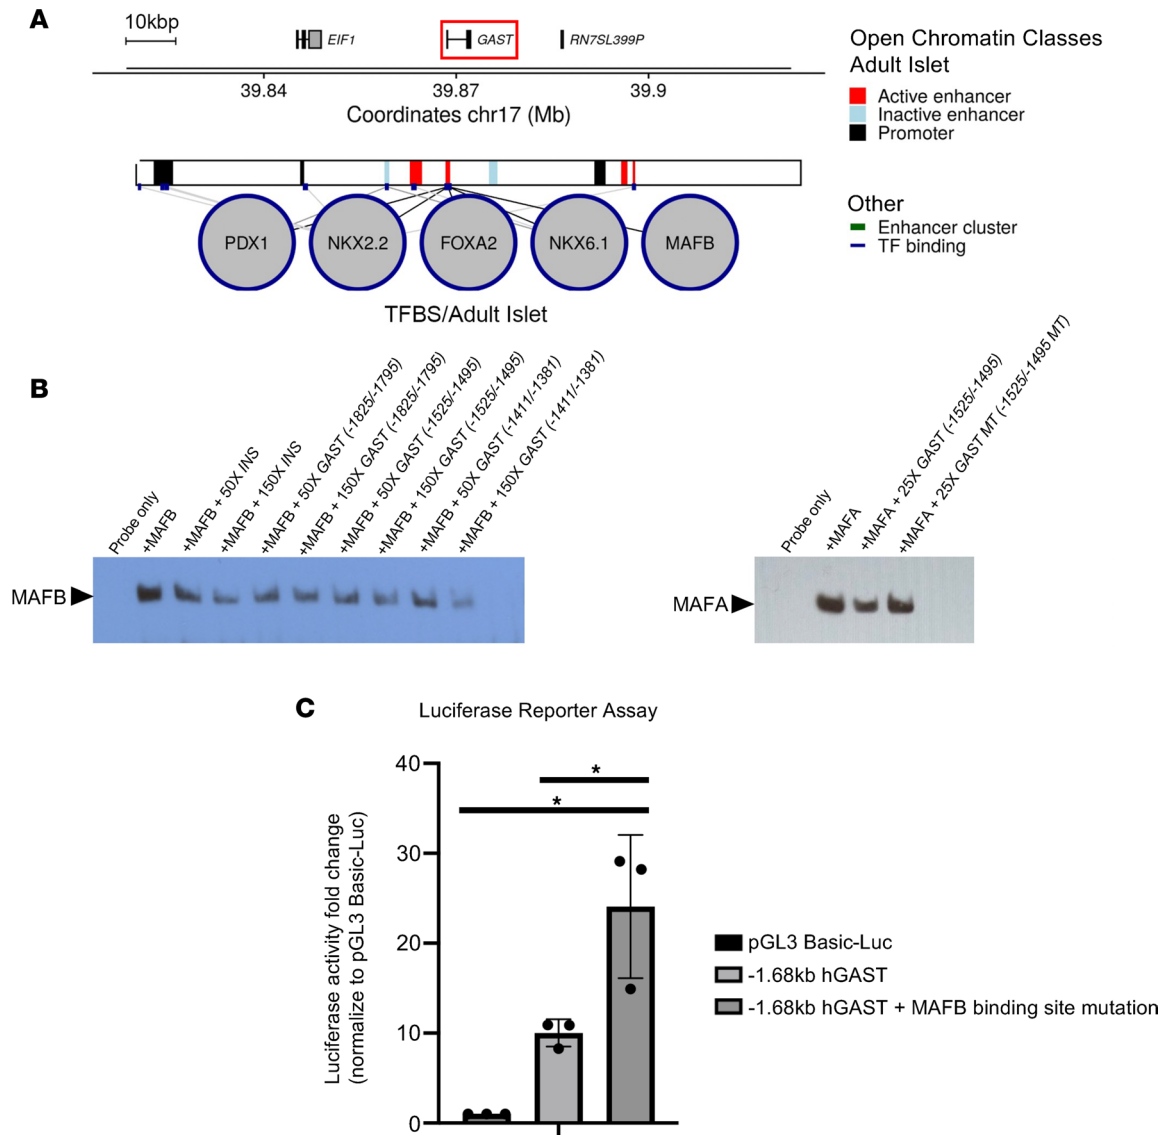 A
10kbp
EIF1
GAST
RN7SL399P
39.84
39.87
39.9
Coordinates chr17 (Mb)
Open Chromatin Classes
Adult Islet
Active enhancer
Inactive enhancer
Promoter
Other
Enhancer cluster
TF binding
PDX1
NKX2.2
FOXA2
NKX6.1
MAFB
TFBS/Adult Islet
B
Probe only
+MAFB
+MAFB + 50X INS
+MAFB + 150X INS
+MAFB + 50X GAST (-1825/-1795)
+MAFB + 150X GAST (-1825/-1795)
+MAFB + 50X GAST (-1525/-1495)
+MAFB + 150X GAST (-1525/-1495)
+MAFB + 50X GAST (-1411/-1381)
+MAFB + 150X GAST (-1411/-1381)
MAFB
Probe only
+MAFA
+MAFA + 25X GAST (-1525/-1495)
+MAFA + 25X GAST MT (-1525/-1495 MT)
MAFA
C
Luciferase Reporter Assay
Luciferase activity fold change
(normalize to pGL3 Basic-Luc)
40
30
20
10
0
*
*
pGL3 Basic-Luc
-1.68kb hGAST
-1.68kb hGAST + MAFB binding site mutation